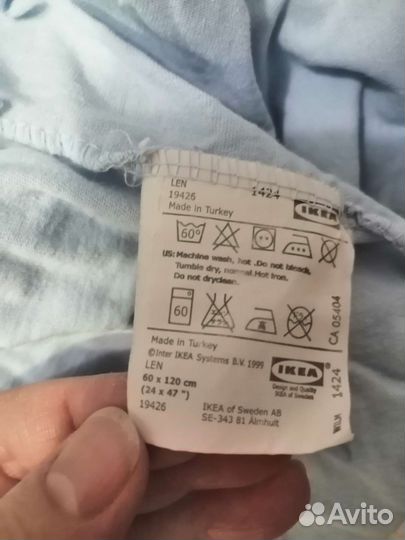 LEN 1424
19426 IKEA
Made in Turkey
60°
US: Machine wash, hot .Do not bleach,
Tumble dry, normal.Hot Iron.
Do not dryclean.
60
CA 05404
Made in Turkey
©Inter IKEA Systems B.V. 1999
LEN IKEA
60 x 120 cm Design and Quality
(24 x 47 ") IKEA of Sweden
19426 IKEA of Sweden AB
SE-343 81 Älmhult
1424
Avito